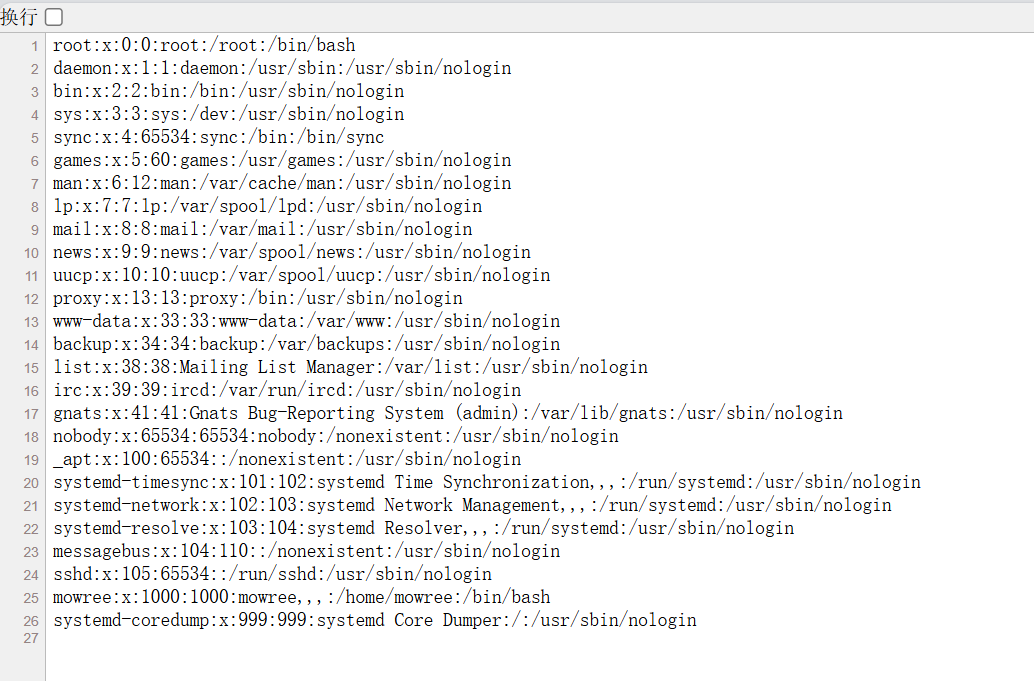 换行
1 root:x:0:0:root:/root:/bin/bash
2 daemon:x:1:1:daemon:/usr/sbin:/usr/sbin/nologin
3 bin:x:2:2:bin:/bin:/usr/sbin/nologin
4 sys:x:3:3:sys:/dev:/usr/sbin/nologin
5 sync:x:4:65534:sync:/bin:/bin/sync
6 games:x:5:60:games:/usr/games:/usr/sbin/nologin
7 man:x:6:12:man:/var/cache/man:/usr/sbin/nologin
8 lp:x:7:7:lp:/var/spool/lpd:/usr/sbin/nologin
9 mail:x:8:8:mail:/var/mail:/usr/sbin/nologin
10 news:x:9:9:news:/var/spool/news:/usr/sbin/nologin
11 uucp:x:10:10:uucp:/var/spool/uucp:/usr/sbin/nologin
12 proxy:x:13:13:proxy:/bin:/usr/sbin/nologin
13 www-data:x:33:33:www-data:/var/www:/usr/sbin/nologin
14 backup:x:34:34:backup:/var/backups:/usr/sbin/nologin
15 list:x:38:38:Mailing List Manager:/var/list:/usr/sbin/nologin
16 irc:x:39:39:ircd:/var/run/ircd:/usr/sbin/nologin
17 gnats:x:41:41:Gnats Bug-Reporting System (admin):/var/lib/gnats:/usr/sbin/nologin
18 nobody:x:65534:65534:nobody:/nonexistent:/usr/sbin/nologin
19 _apt:x:100:65534::/nonexistent:/usr/sbin/nologin
20 systemd-timesync:x:101:102:systemd Time Synchronization,,,:/run/systemd:/usr/sbin/nologin
21 systemd-network:x:102:103:systemd Network Management,,,:/run/systemd:/usr/sbin/nologin
22 systemd-resolve:x:103:104:systemd Resolver,,,:/run/systemd:/usr/sbin/nologin
23 messagebus:x:104:110::/nonexistent:/usr/sbin/nologin
24 sshd:x:105:65534::/run/sshd:/usr/sbin/nologin
25 mowree:x:1000:1000:mowree,,,:/home/mowree:/bin/bash
26 systemd-coredump:x:999:999:systemd Core Dumper:/:/usr/sbin/nologin
27